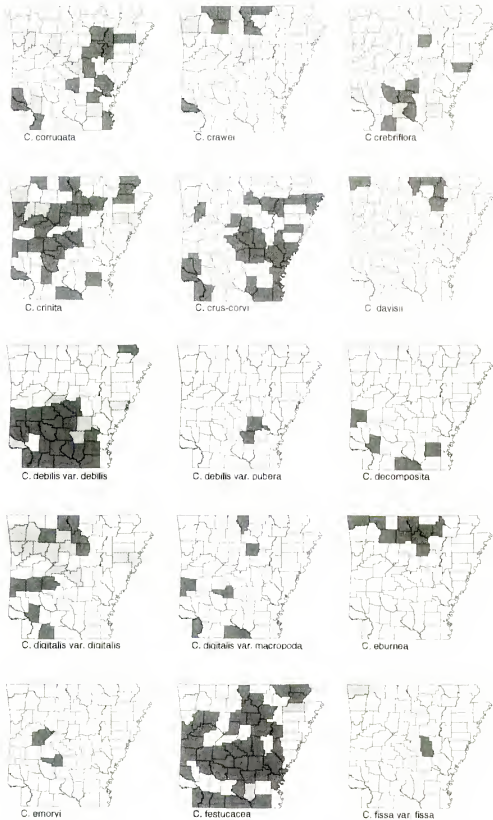 C. corrugata
C. crawei
C crebriflora
C. crinita
C. crus-corvi
C davisii
C. debilis var. debilis
C. debilis var. pubera
C. decomposita
C. digitalis var. digitalis
C. digitalis var. macropoda
C. eburnea
C. emoryi
C. festucacea
C. fissa var. fissa